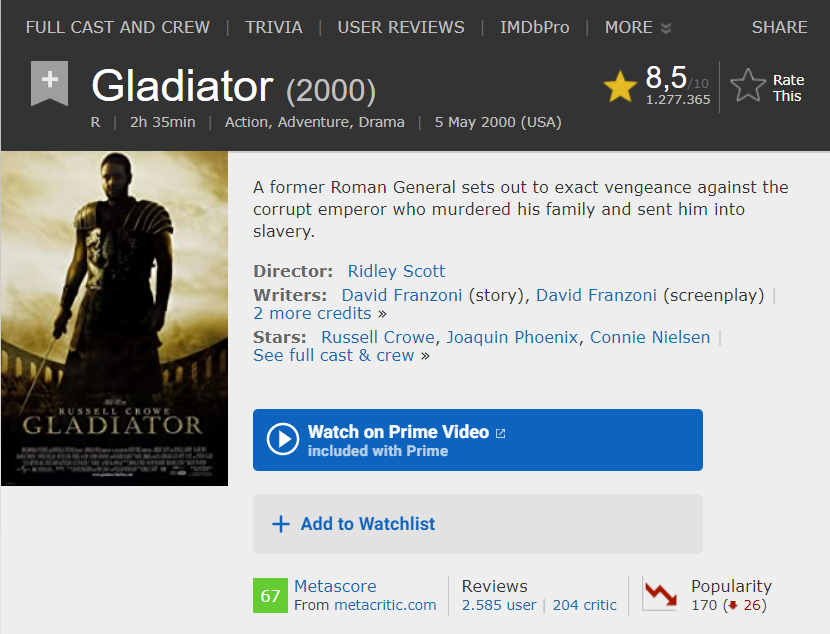 FULL CAST AND CREW | TRIVIA | USER REVIEWS | IMDbPro | MORE SHARE
Gladiator (2000)
8,5/10
1.277.365
Rate
This
R | 2h 35min | Action, Adventure, Drama | 5 May 2000 (USA)
A former Roman General sets out to exact vengeance against the
corrupt emperor who murdered his family and sent him into
slavery.
Director: Ridley Scott
Writers: David Franzoni (story), David Franzoni (screenplay) |
2 more credits »
Stars: Russell Crowe, Joaquin Phoenix, Connie Nielsen |
See full cast & crew »
RUSSELL CROWE
GLADIATOR
Watch on Prime Video
included with Prime
+ Add to Watchlist
67 Metascore
From metacritic.com
Reviews
2.585 user | 204 critic
Popularity
170 (26)